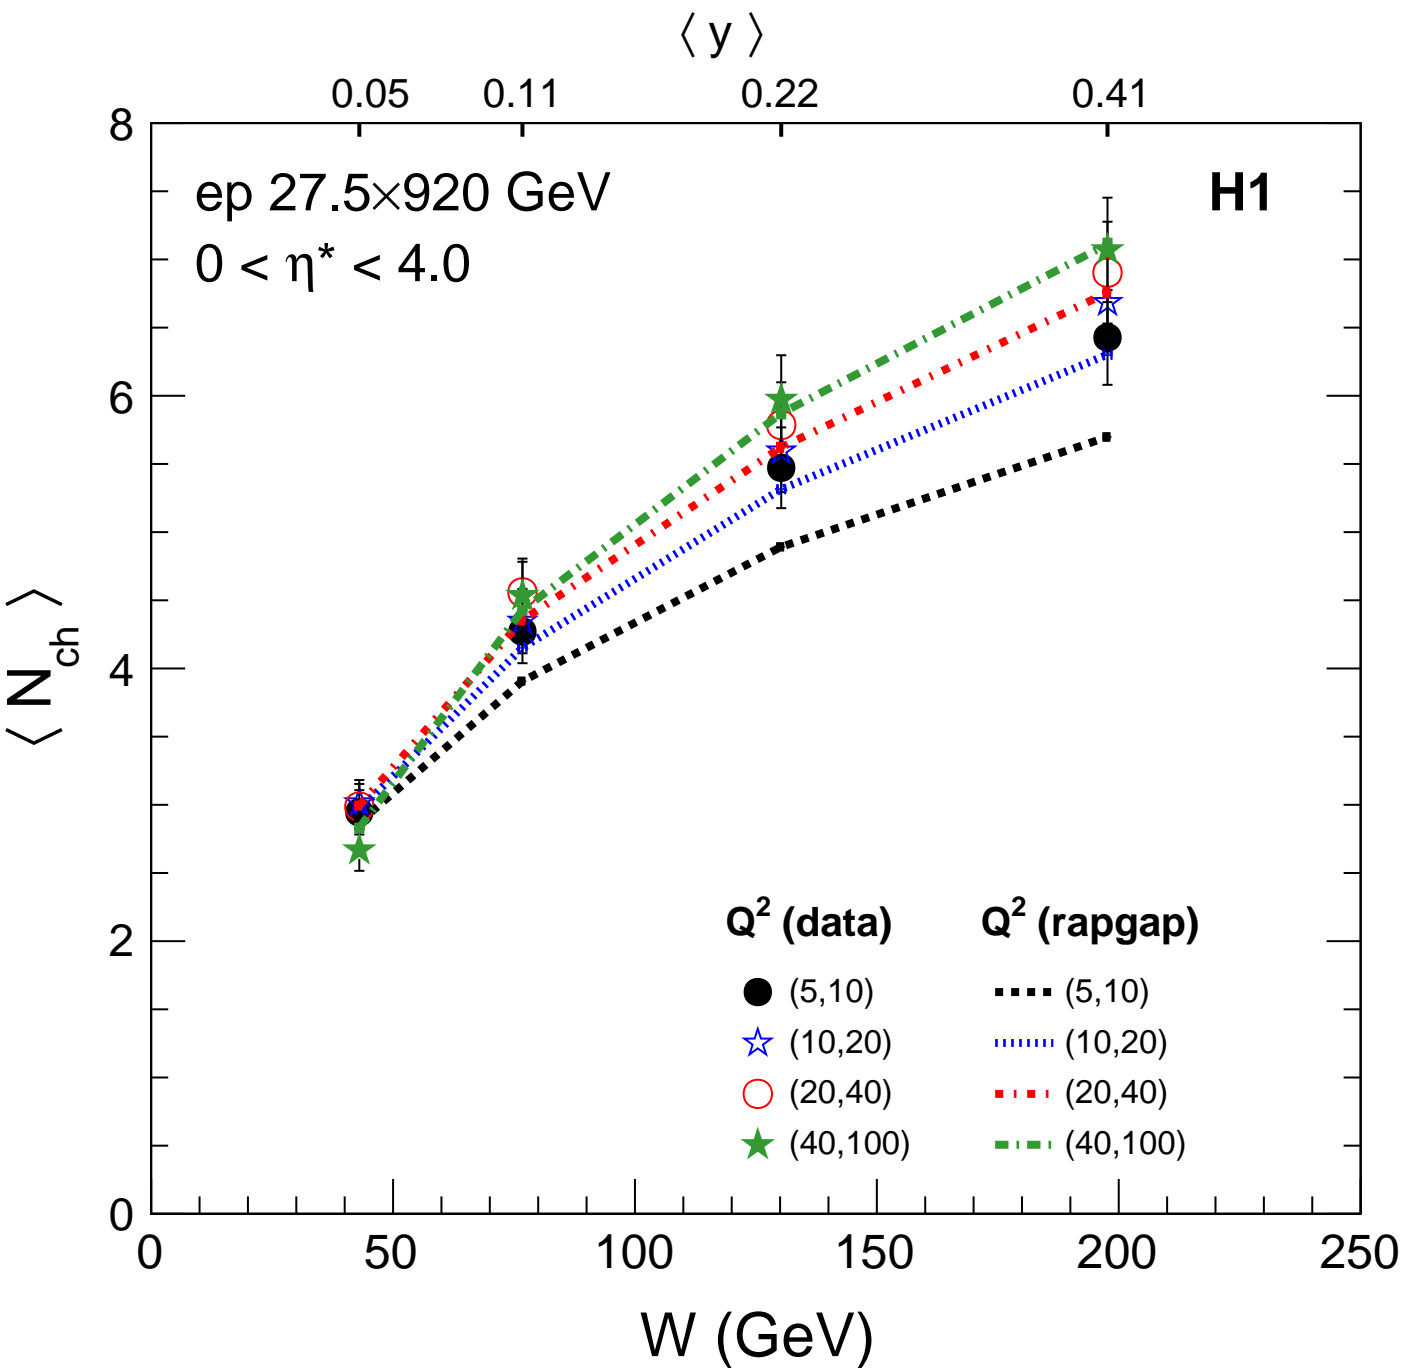 ⟨ y ⟩
0.05 0.11 0.22 0.41
8
ep 27.5×920 GeV
H1
0 < η* < 4.0
6
4
⟨ N_ch ⟩
Q² (data) Q² (rapgap)
2
(5,10) (5,10)
(10,20) (10,20)
(20,40) (20,40)
(40,100) (40,100)
0
0 50 100 150 200 250
W (GeV)